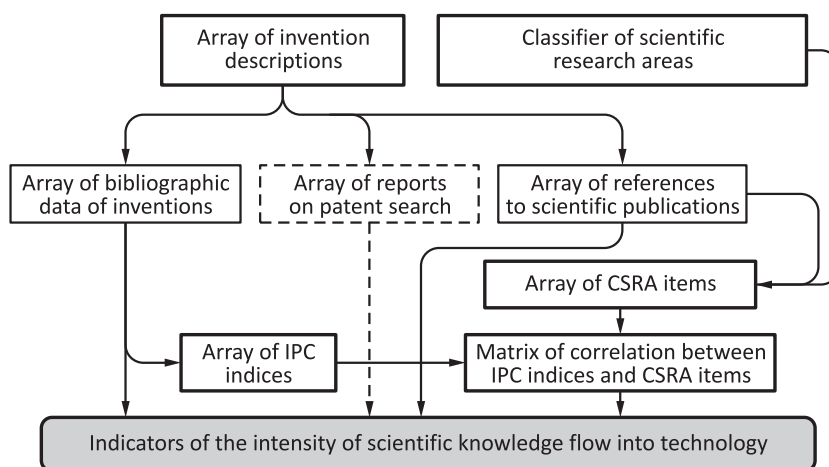 Array of invention
descriptions
Classifier of scientific
research areas
Array of bibliographic
data of inventions
Array of reports
on patent search
Array of references
to scientific publications
Array of CSRA items
Array of IPC
indices
Matrix of correlation between
IPC indices and CSRA items
Indicators of the intensity of scientific knowledge flow into technology